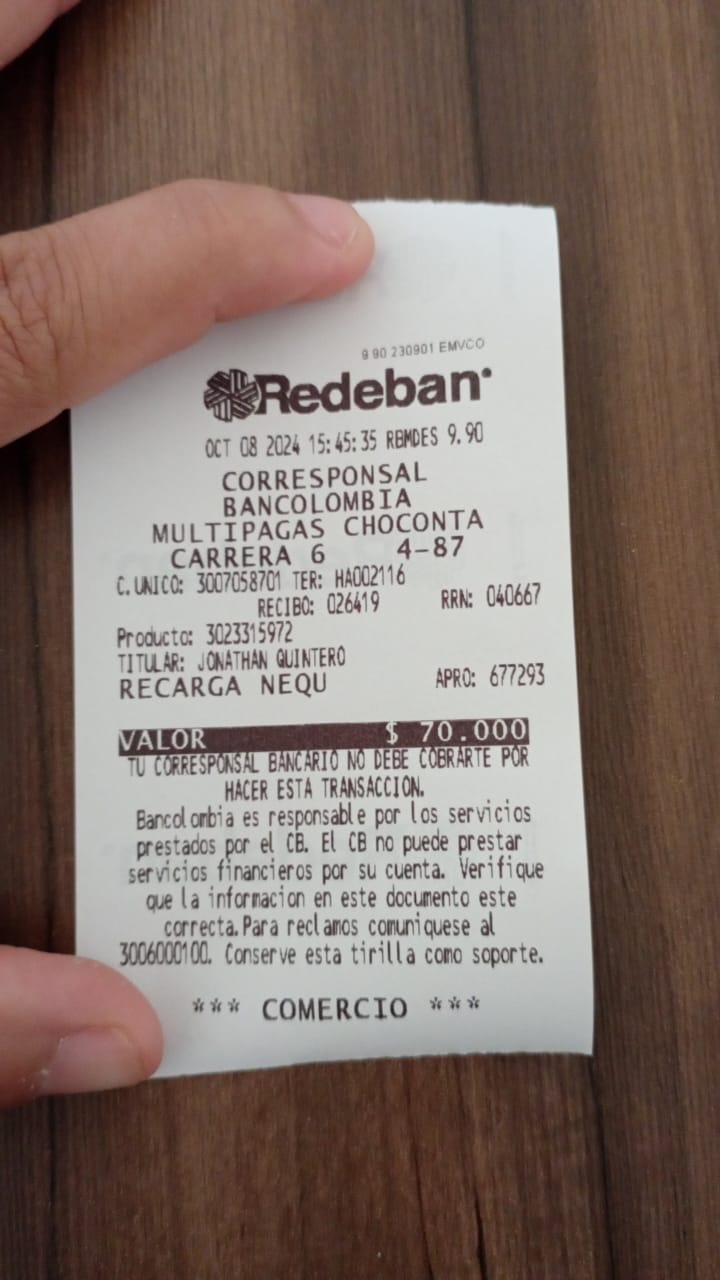 9 90 230901 EMVCO
Redeban
OCT 08 2024 15:45:35 RBMDES 9.90
CORRESPONSAL
BANCOLOMBIA
MULTIPAGAS CHOCONTA
CARRERA 6 4-87
C.UNICO: 3007058701 TER: HA002116
RECIBO: 026419 RRN: 040667
Producto: 3023315972
TITULAR: JONATHAN QUINTERO
RECARGA NEQU APRO: 677293
VALOR $ 70.000
TU CORRESPONSAL BANCARIO NO DEBE COBRARTE POR
HACER ESTA TRANSACCION.
Bancolombia es responsable por los servicios
prestados por el CB. El CB no puede prestar
servicios financieros por su cuenta. Verifique
que la informacion en este documento este
correcta.Para reclamos comuniquese al
3006000100. Conserve esta tirilla como soporte.
*** COMERCIO ***